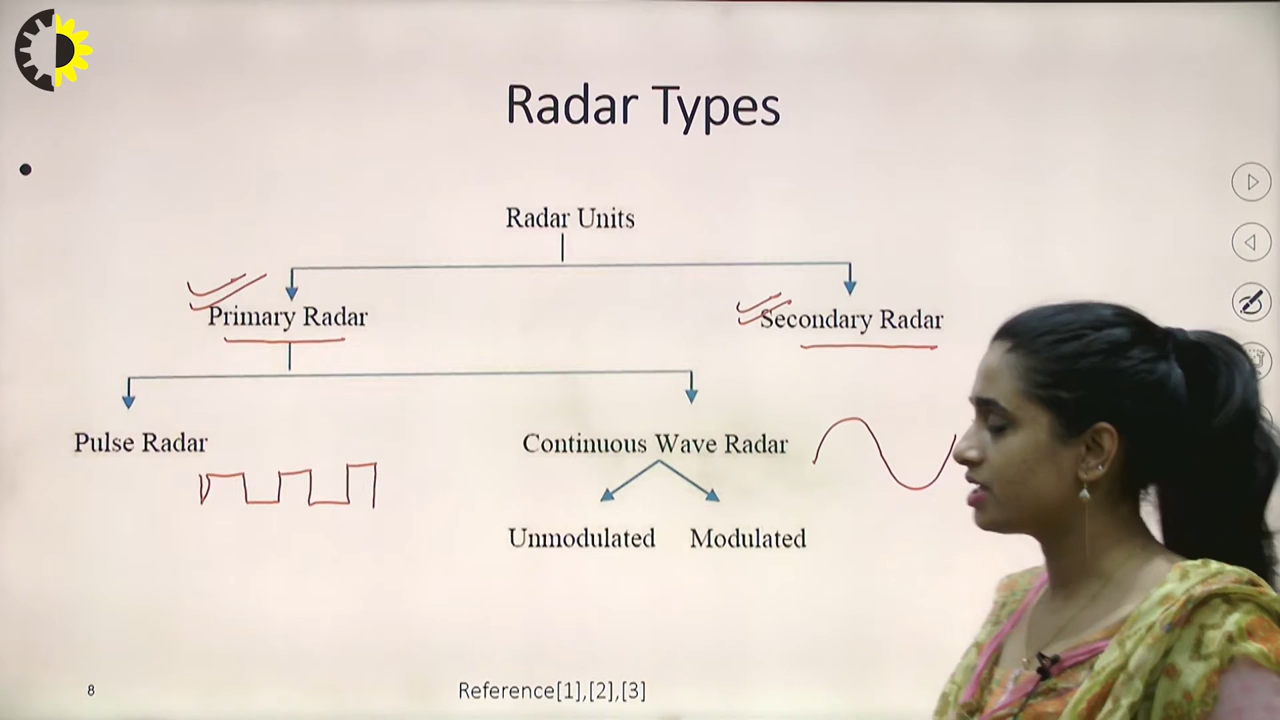 Radar Types
Radar Units
Primary Radar
Secondary Radar
Pulse Radar
Continuous Wave Radar
Unmodulated
Modulated
8
Reference[1],[2],[3]